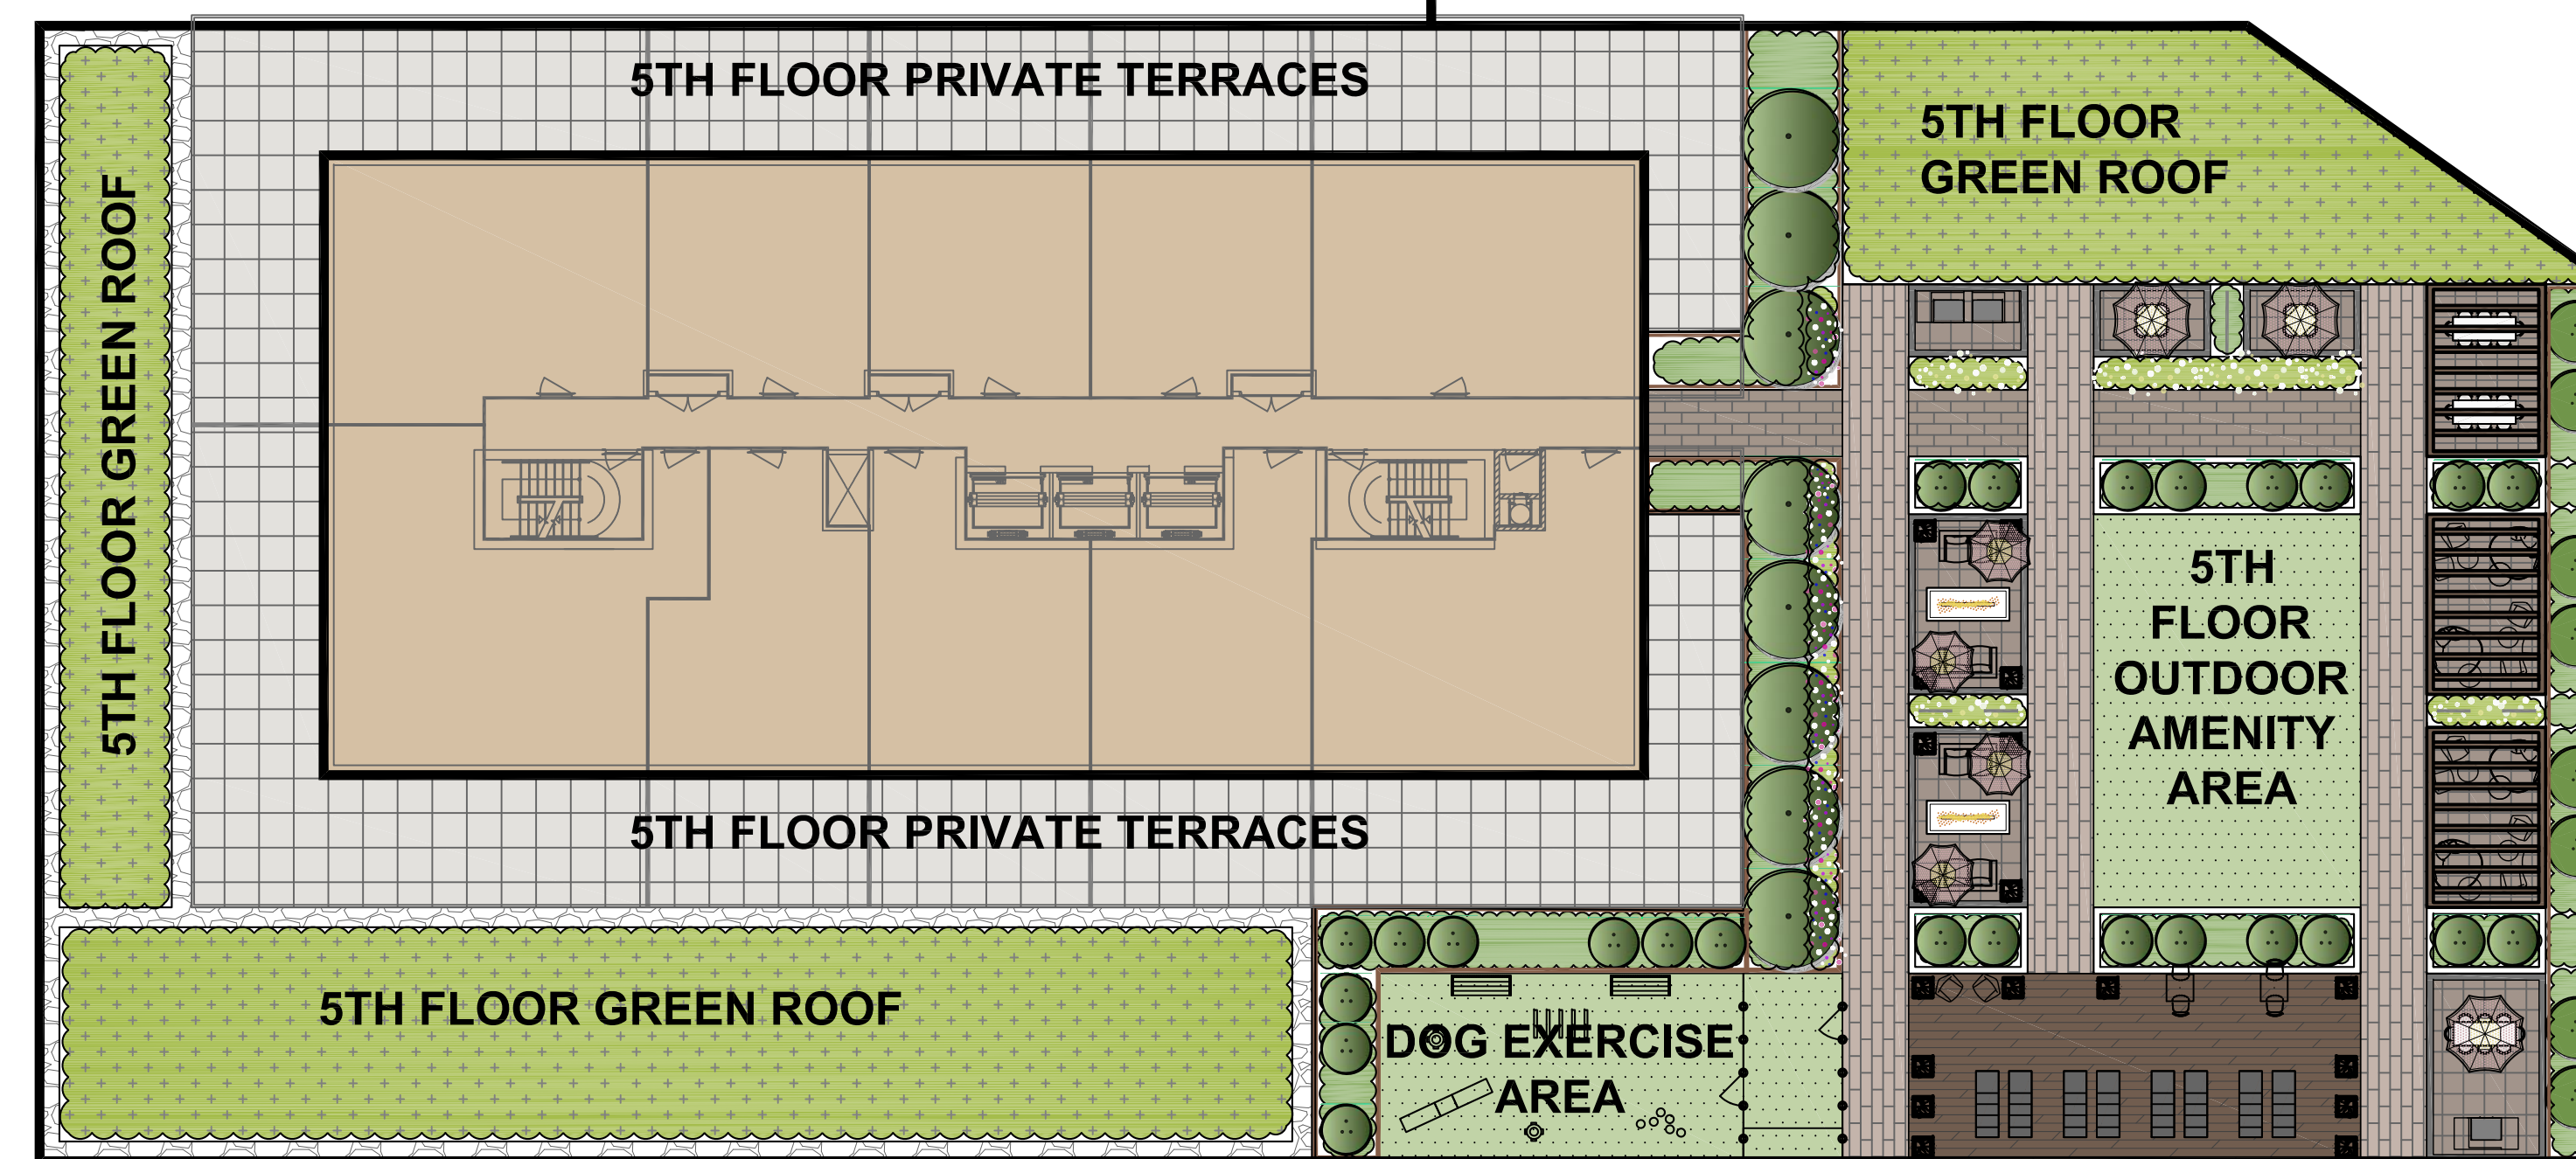 5TH FLOOR PRIVATE TERRACES
5TH FLOOR
GREEN ROOF
5TH FLOOR GREEN ROOF
5TH
FLOOR
OUTDOOR
AMENITY
AREA
5TH FLOOR PRIVATE TERRACES
5TH FLOOR GREEN ROOF
DOG EXERCISE
AREA